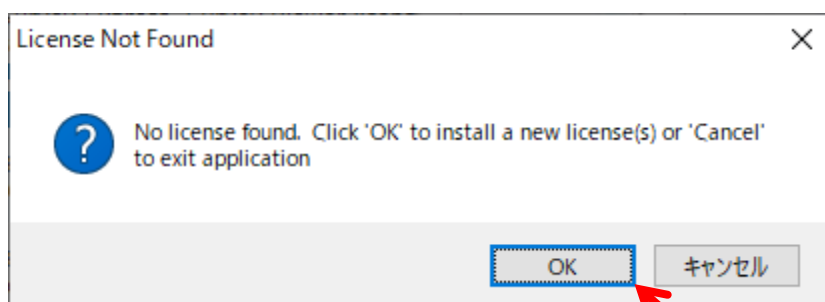 License Not Found
No license found.  Click 'OK' to install a new license(s) or 'Cancel'
to exit application
OK
キャンセル